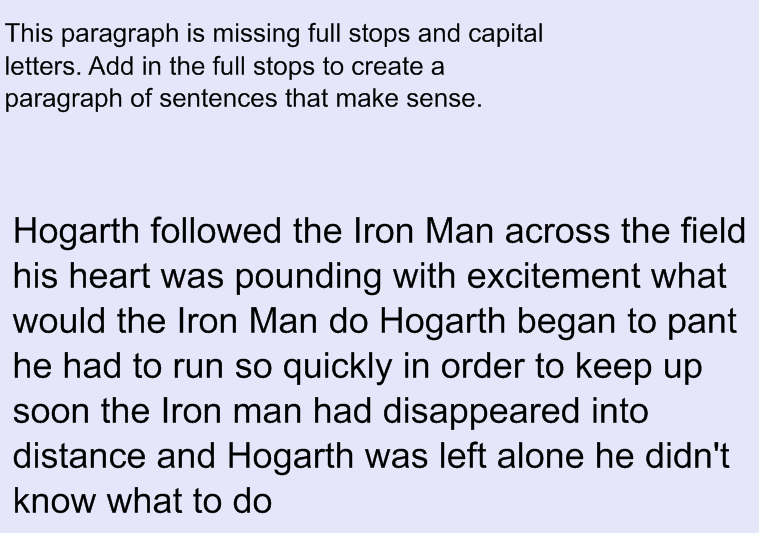 This paragraph is missing full stops and capital
letters. Add in the full stops to create a
paragraph of sentences that make sense.
Hogarth followed the Iron Man across the field
his heart was pounding with excitement what
would the Iron Man do Hogarth began to pant
he had to run so quickly in order to keep up
soon the Iron man had disappeared into
distance and Hogarth was left alone he didn't
know what to do